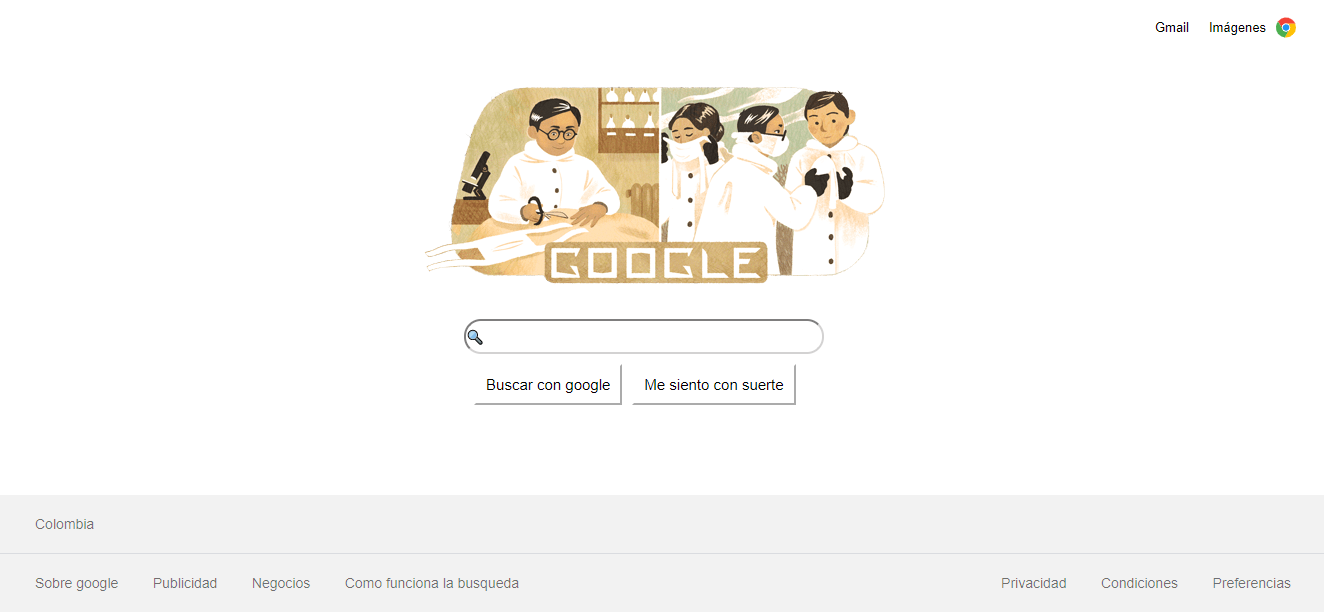 Gmail Imágenes
GOOGLE
Buscar con google Me siento con suerte
Colombia
Sobre google Publicidad Negocios Como funciona la busqueda Privacidad Condiciones Preferencias